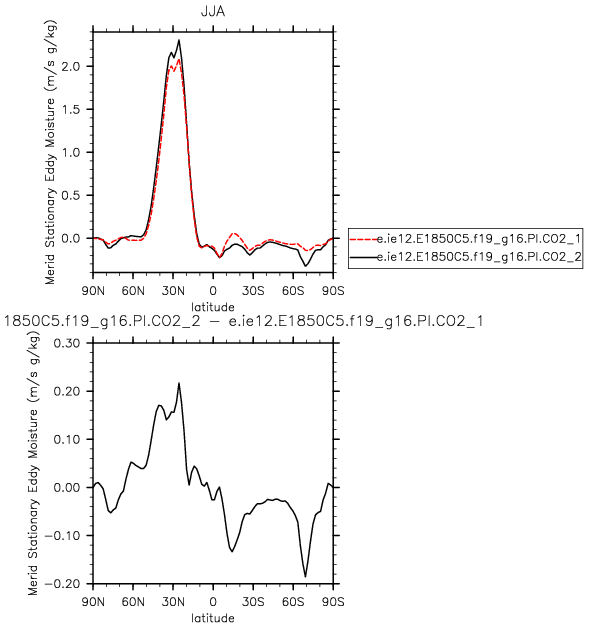 JJA
Merid Stationary Eddy Moisture (m/s g/kg)
2.0
1.5
1.0
0.5
0.0
90N 60N 30N 0 30S 60S 90S
latitude
e.ie12.E1850C5.f19_g16.PI.CO2_1
e.ie12.E1850C5.f19_g16.PI.CO2_2
1850C5.f19_g16.PI.CO2_2 − e.ie12.E1850C5.f19_g16.PI.CO2_1
Merid Stationary Eddy Moisture (m/s g/kg)
0.30
0.20
0.10
0.00
−0.10
−0.20
90N 60N 30N 0 30S 60S 90S
latitude